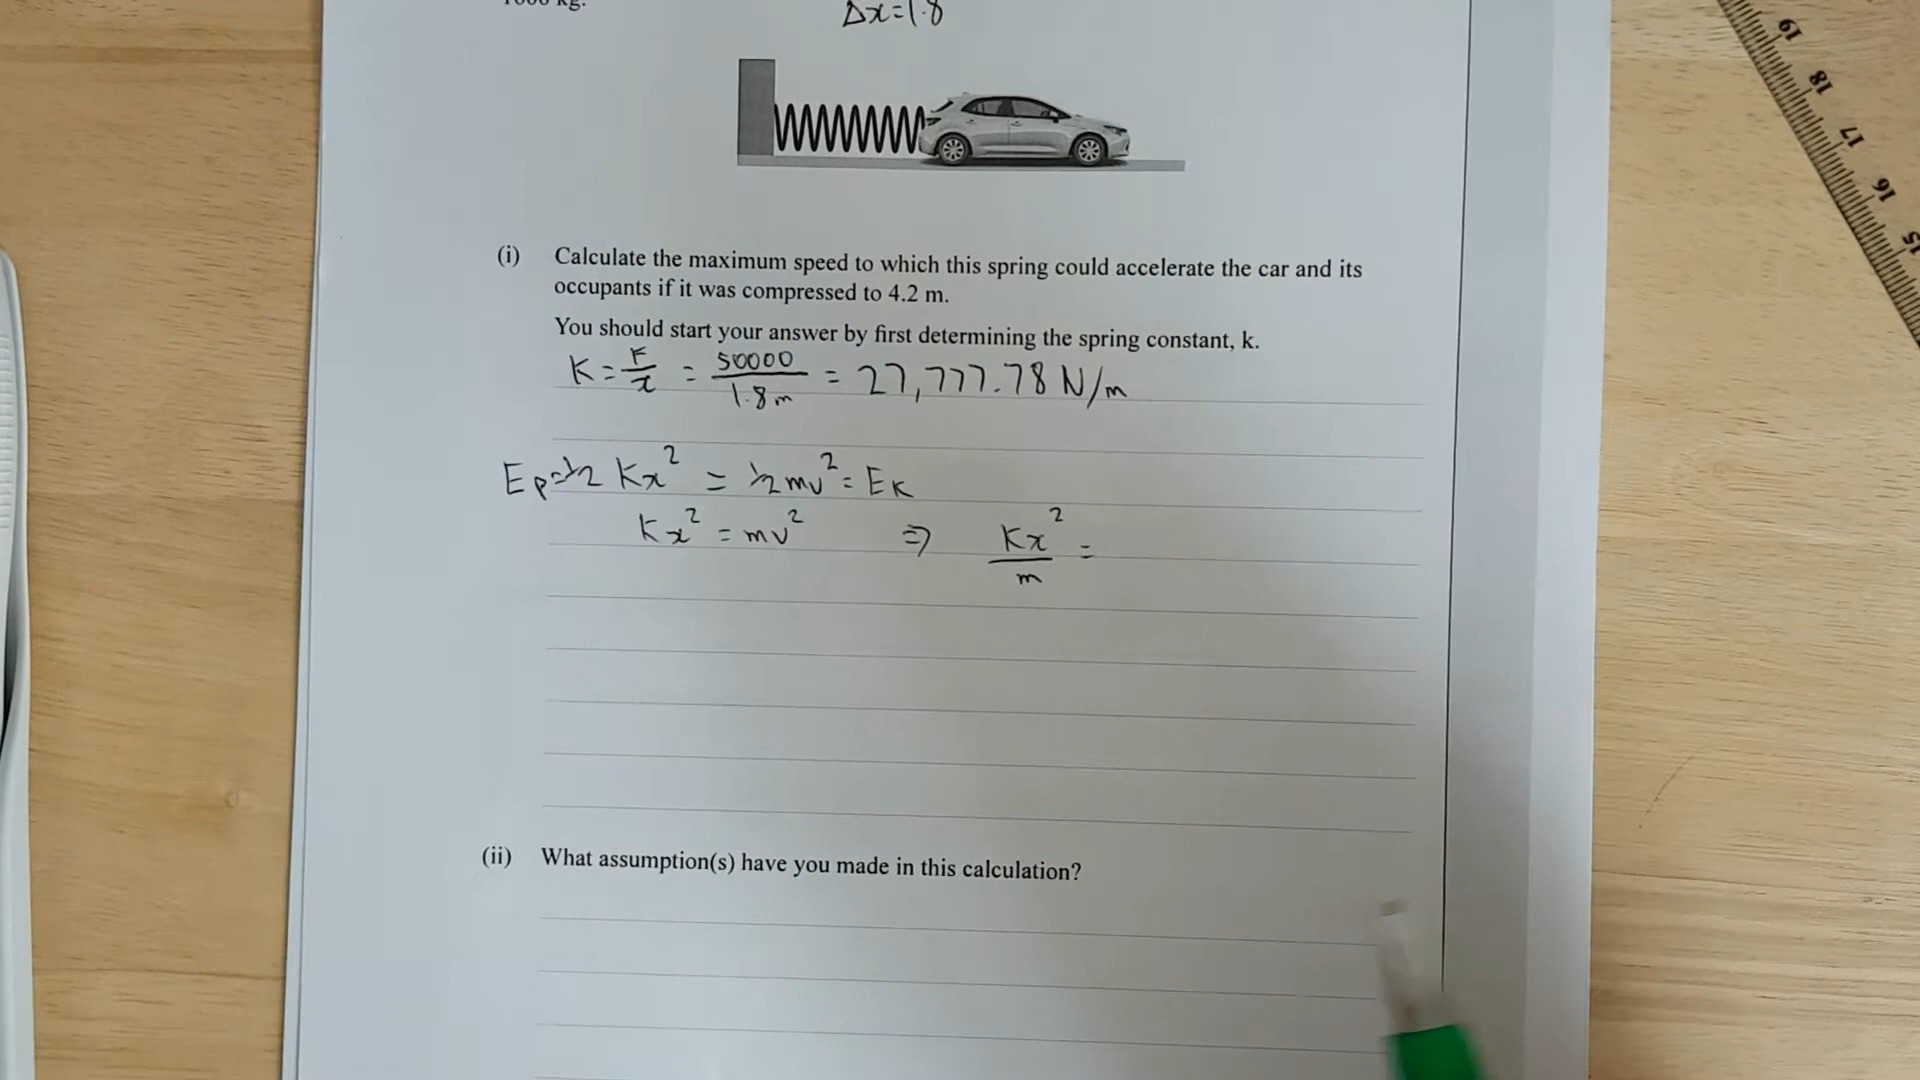 Δx=1.8
(i) Calculate the maximum speed to which this spring could accelerate the car and its
occupants if it was compressed to 4.2 m.
You should start your answer by first determining the spring constant, k.
K = F/x = 50000/1.8m = 27,777.78 N/m
Ep=½ Kx² = ½mv² = EK
Kx² = mv² ⇒ Kx²/m =
(ii) What assumption(s) have you made in this calculation?
19
18
17
16
15